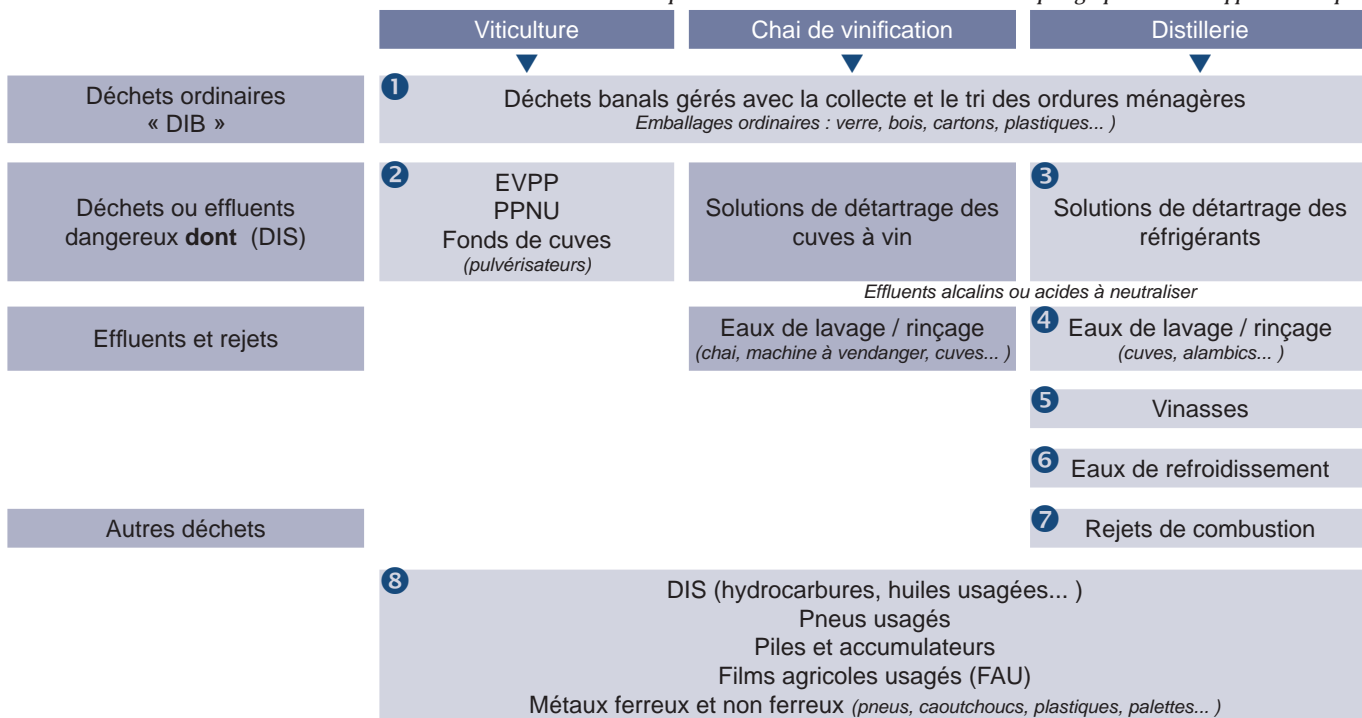 Viticulture
Chai de vinification
Distillerie
Déchets ordinaires
« DIB »
1
Déchets banals gérés avec la collecte et le tri des ordures ménagères
Emballages ordinaires : verre, bois, cartons, plastiques... )
Déchets ou effluents
dangereux dont (DIS)
2
EVPP
PPNU
Fonds de cuves
(pulvérisateurs)
Solutions de détartrage des
cuves à vin
3
Solutions de détartrage des
réfrigérants
Effluents alcalins ou acides à neutraliser
Effluents et rejets
Eaux de lavage / rinçage
(chai, machine à vendanger, cuves... )
4
Eaux de lavage / rinçage
(cuves, alambics... )
5
Vinasses
6
Eaux de refroidissement
Autres déchets
7
Rejets de combustion
8
DIS (hydrocarbures, huiles usagées... )
Pneus usagés
Piles et accumulateurs
Films agricoles usagés (FAU)
Métaux ferreux et non ferreux (pneus, caoutchoucs, plastiques, palettes... )